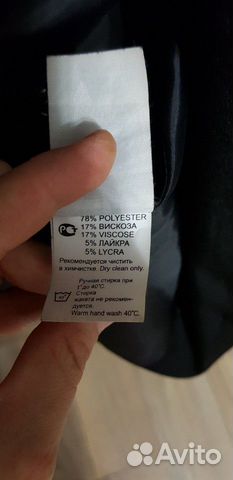 78% POLYESTER
17% ВИСКОЗА
17% VISCOSE
5% ЛАЙКРА
5% LYCRA
Рекомендуется чистить
в химчистке. Dry clean only.
Ручная стирка при
t° до 40°C.
Стирка
жакета не рекомен-
дуется.
Warm hand wash 40°C.
Avito